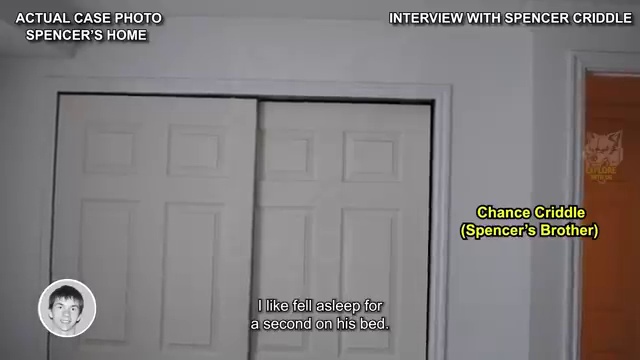 ACTUAL CASE PHOTO
SPENCER'S HOME
INTERVIEW WITH SPENCER CRIDDLE
EXPLORE
Chance Criddle
(Spencer's Brother)
I like fell asleep for
a second on his bed.